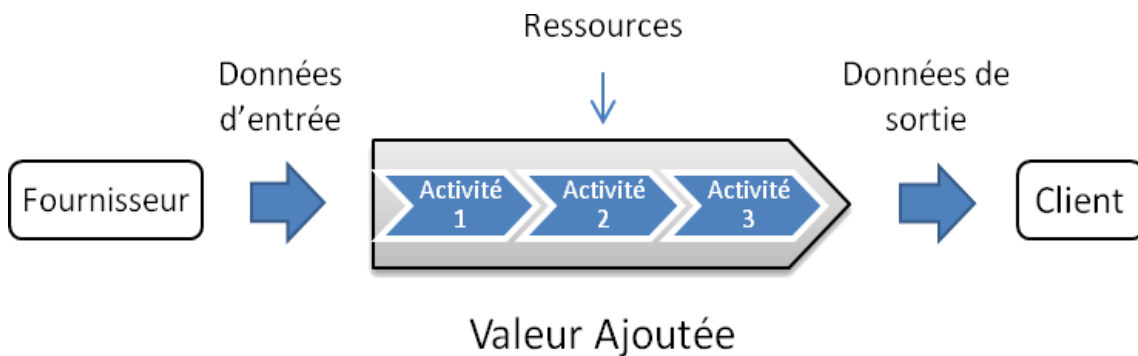 Ressources
Données
d'entrée
Données de
sortie
Fournisseur
Activité
1
Activité
2
Activité
3
Client
Valeur Ajoutée